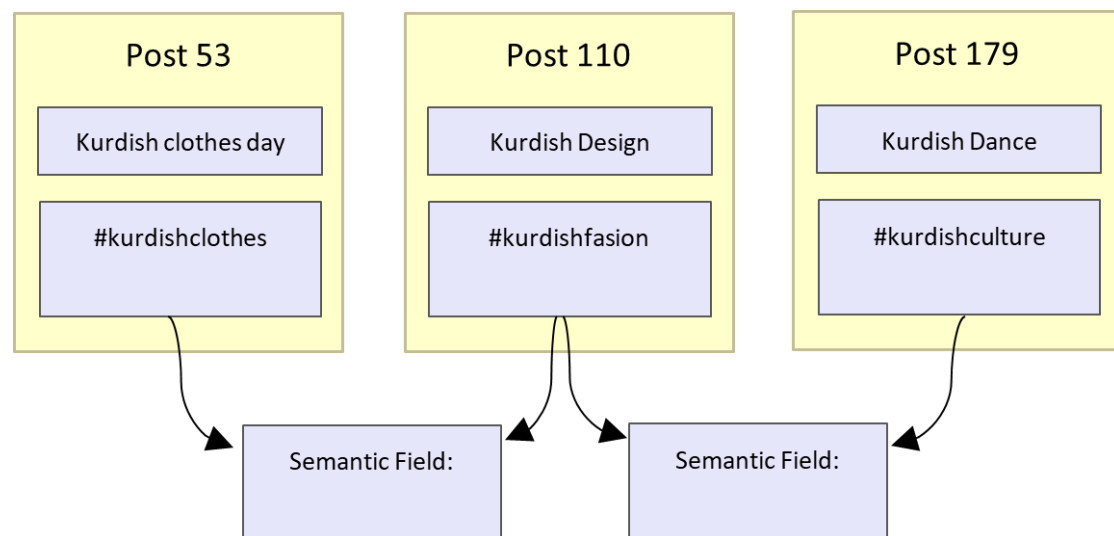 Post 53
Kurdish clothes day
#kurdishclothes
Post 110
Kurdish Design
#kurdishfasion
Post 179
Kurdish Dance
#kurdishculture
Semantic Field:
Semantic Field: